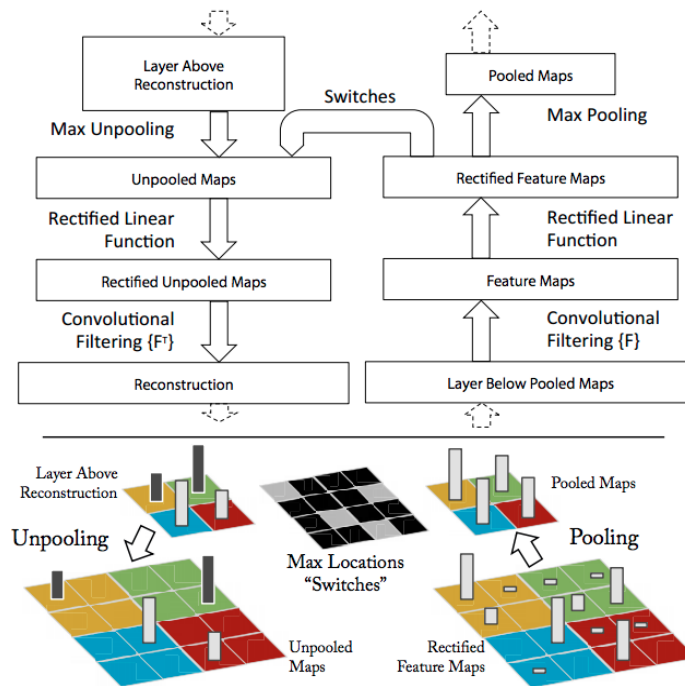 Layer Above
Reconstruction
Pooled Maps
Switches
Max Unpooling
Max Pooling
Unpooled Maps
Rectified Feature Maps
Rectified Linear
Function
Rectified Linear
Function
Rectified Unpooled Maps
Feature Maps
Convolutional
Filtering {Fᵀ}
Convolutional
Filtering {F}
Reconstruction
Layer Below Pooled Maps
Layer Above
Reconstruction
Pooled Maps
Unpooling
Pooling
Max Locations
“Switches”
Unpooled
Maps
Rectified
Feature Maps